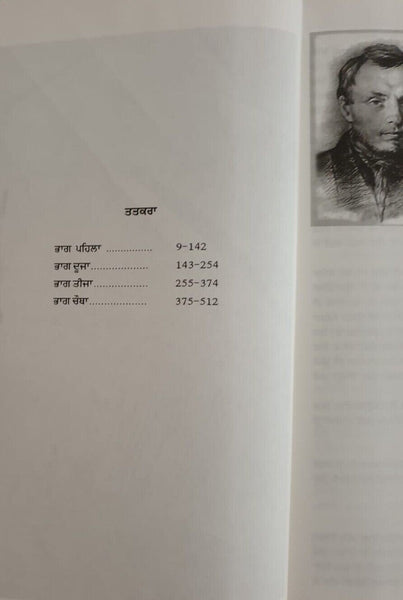 ਤਤਕਰਾ
ਭਾਗ ਪਹਿਲਾ ................ 9-142
ਭਾਗ ਦੂਜਾ................... 143-254
ਭਾਗ ਤੀਜਾ.................. 255-374
ਭਾਗ ਚੌਥਾ................... 375-512